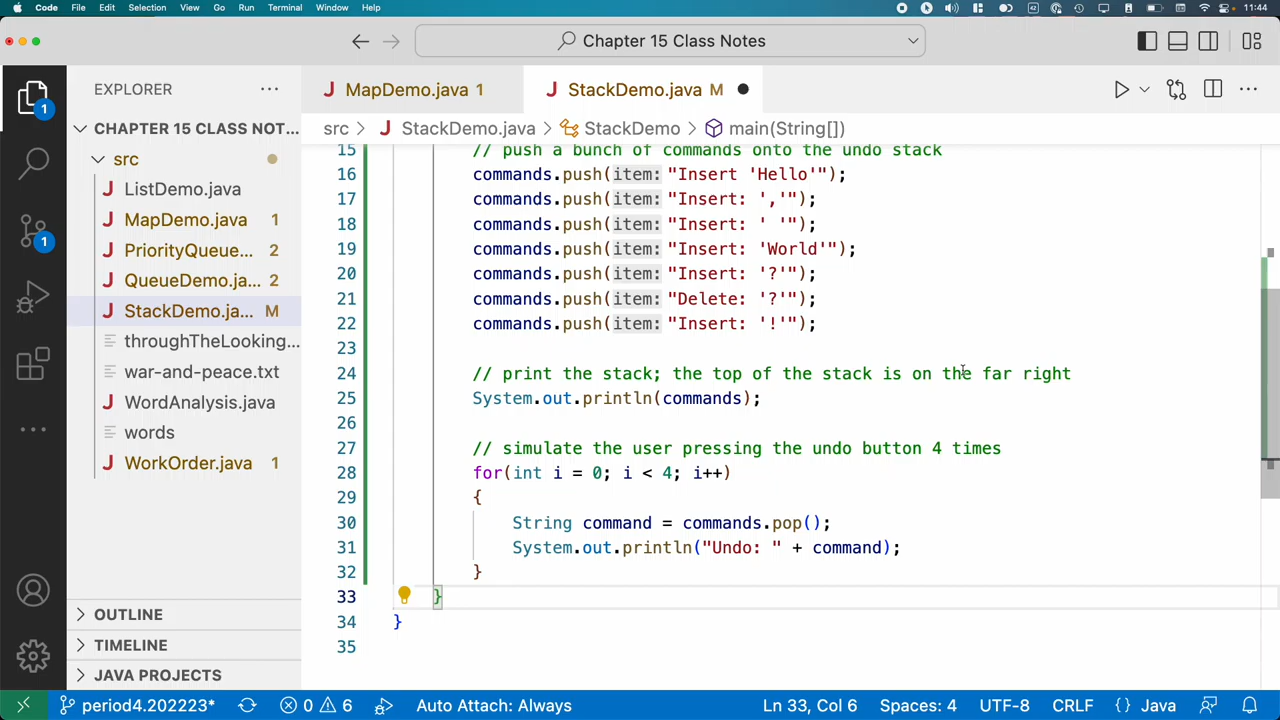 Code File Edit Selection View Go Run Terminal Window Help 11:44
Chapter 15 Class Notes
EXPLORER
MapDemo.java 1
StackDemo.java M
CHAPTER 15 CLASS NOT...
src > StackDemo.java > StackDemo > main(String[])
src
ListDemo.java
MapDemo.java 1
PriorityQueue... 2
QueueDemo.ja... 2
StackDemo.ja... M
throughTheLooking...
war-and-peace.txt
WordAnalysis.java
words
WorkOrder.java 1
OUTLINE
TIMELINE
JAVA PROJECTS
1
1
15 // push a bunch of commands onto the undo stack
16 commands.push(item: "Insert 'Hello'");
17 commands.push(item: "Insert: ','");
18 commands.push(item: "Insert: ' '");
19 commands.push(item: "Insert: 'World'");
20 commands.push(item: "Insert: '?'");
21 commands.push(item: "Delete: '?'");
22 commands.push(item: "Insert: '!'");
23
24 // print the stack; the top of the stack is on the far right
25 System.out.println(commands);
26
27 // simulate the user pressing the undo button 4 times
28 for(int i = 0; i < 4; i++)
29 {
30 String command = commands.pop();
31 System.out.println("Undo: " + command);
32 }
33 }
34 }
35
period4.202223* 0 6 Auto Attach: Always Ln 33, Col 6 Spaces: 4 UTF-8 CRLF {} Java